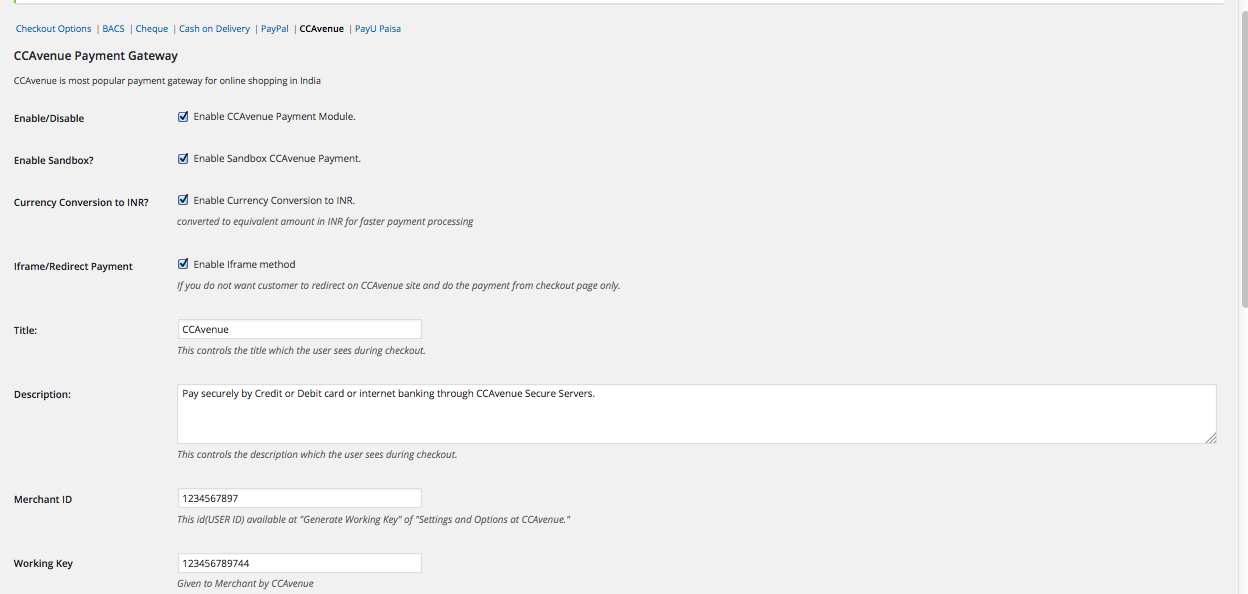 Checkout Options | BACS | Cheque | Cash on Delivery | PayPal | CCAvenue | PayU Paisa
CCAvenue Payment Gateway
CCAvenue is most popular payment gateway for online shopping in India
Enable/Disable
Enable CCAvenue Payment Module.
Enable Sandbox?
Enable Sandbox CCAvenue Payment.
Currency Conversion to INR?
Enable Currency Conversion to INR.
converted to equivalent amount in INR for faster payment processing
Iframe/Redirect Payment
Enable Iframe method
If you do not want customer to redirect on CCAvenue site and do the payment from checkout page only.
Title:
CCAvenue
This controls the title which the user sees during checkout.
Description:
Pay securely by Credit or Debit card or internet banking through CCAvenue Secure Servers.
This controls the description which the user sees during checkout.
Merchant ID
1234567897
This id(USER ID) available at "Generate Working Key" of "Settings and Options at CCAvenue."
Working Key
123456789744
Given to Merchant by CCAvenue